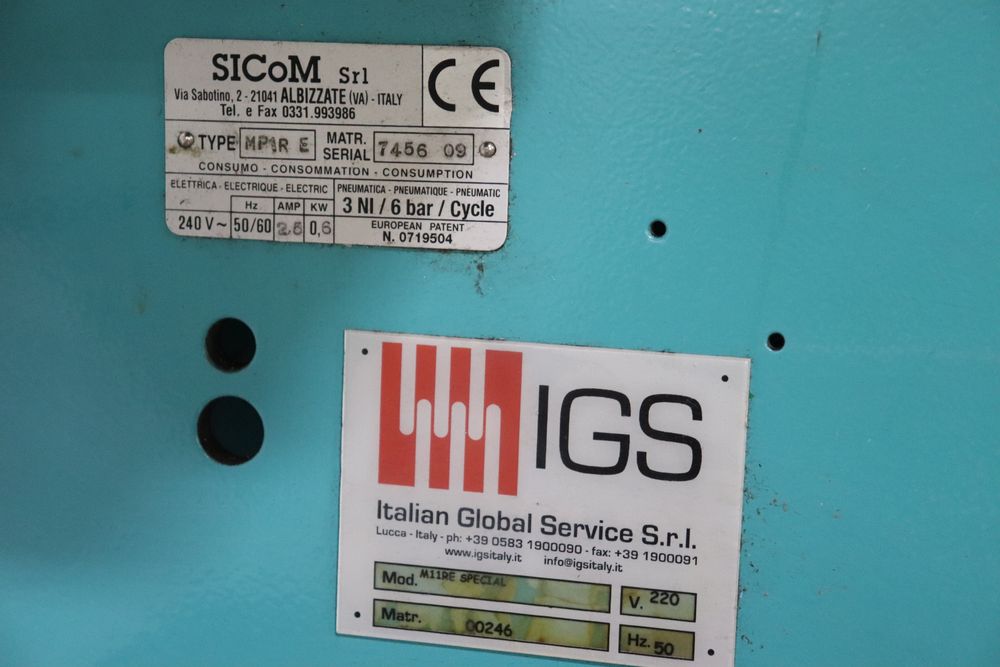 SICoM Srl
CE
Via Sabotino, 2 - 21041 ALBIZZATE (VA) - ITALY
Tel. e Fax 0331.993986
TYPE MP1R E MATR. SERIAL 7456 09
CONSUMO - CONSOMMATION - CONSUMPTION
ELETTRICA - ELECTRIQUE - ELECTRIC
Hz AMP KW
240 V~ 50/60 2.5 0,6
PNEUMATICA - PNEUMATIQUE - PNEUMATIC
3 Nl / 6 bar / Cycle
EUROPEAN PATENT
N. 0719504
IGS
Italian Global Service S.r.l.
Lucca - Italy - ph: +39 0583 1900090 - fax: +39 1900091
www.igsitaly.it info@igsitaly.it
Mod. M11RE SPECIAL V. 220
Matr. 00246 Hz. 50